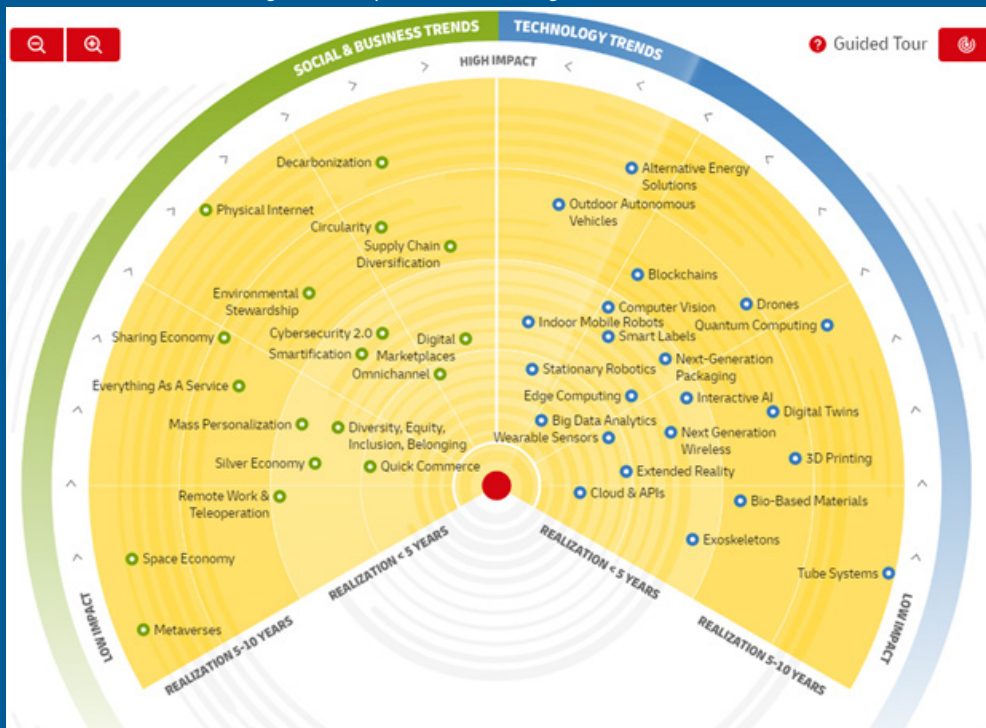 SOCIAL & BUSINESS TRENDS
TECHNOLOGY TRENDS
Guided Tour
HIGH IMPACT
Decarbonization
Alternative Energy
Solutions
Physical Internet
Outdoor Autonomous
Vehicles
Circularity
Supply Chain
Diversification
Blockchains
Environmental
Stewardship
Computer Vision
Drones
Sharing Economy
Cybersecurity 2.0
Digital
Marketplaces
Indoor Mobile Robots
Quantum Computing
Smart Labels
Smartification
Omnichannel
Stationary Robotics
Next-Generation
Packaging
Everything As A Service
Edge Computing
Interactive AI
Mass Personalization
Diversity, Equity,
Inclusion, Belonging
Big Data Analytics
Digital Twins
Wearable Sensors
Next Generation
Wireless
Silver Economy
Quick Commerce
Extended Reality
3D Printing
Remote Work &
Teleoperation
Cloud & APIs
Bio-Based Materials
Space Economy
Exoskeletons
Tube Systems
Metaverses
LOW IMPACT
REALIZATION 5-10 YEARS
REALIZATION < 5 YEARS
REALIZATION < 5 YEARS
REALIZATION 5-10 YEARS
LOW IMPACT